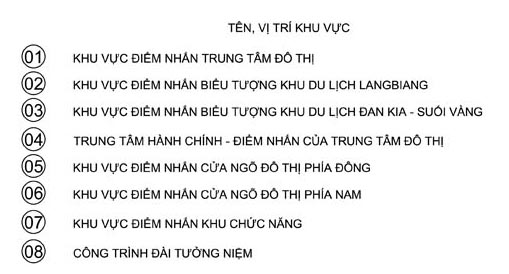 TÊN, VỊ TRÍ KHU VỰC
01 KHU VỰC ĐIỂM NHẤN TRUNG TÂM ĐÔ THỊ
02 KHU VỰC ĐIỂM NHẤN BIỂU TƯỢNG KHU DU LỊCH LANGBIANG
03 KHU VỰC ĐIỂM NHẤN BIỂU TƯỢNG KHU DU LỊCH ĐAN KIA - SUỐI VÀNG
04 TRUNG TÂM HÀNH CHÍNH - ĐIỂM NHẤN CỦA TRUNG TÂM ĐÔ THỊ
05 KHU VỰC ĐIỂM NHẤN CỬA NGÕ ĐÔ THỊ PHÍA ĐÔNG
06 KHU VỰC ĐIỂM NHẤN CỬA NGÕ ĐÔ THỊ PHÍA NAM
07 KHU VỰC ĐIỂM NHẤN KHU CHỨC NĂNG
08 CÔNG TRÌNH ĐÀI TƯỞNG NIỆM